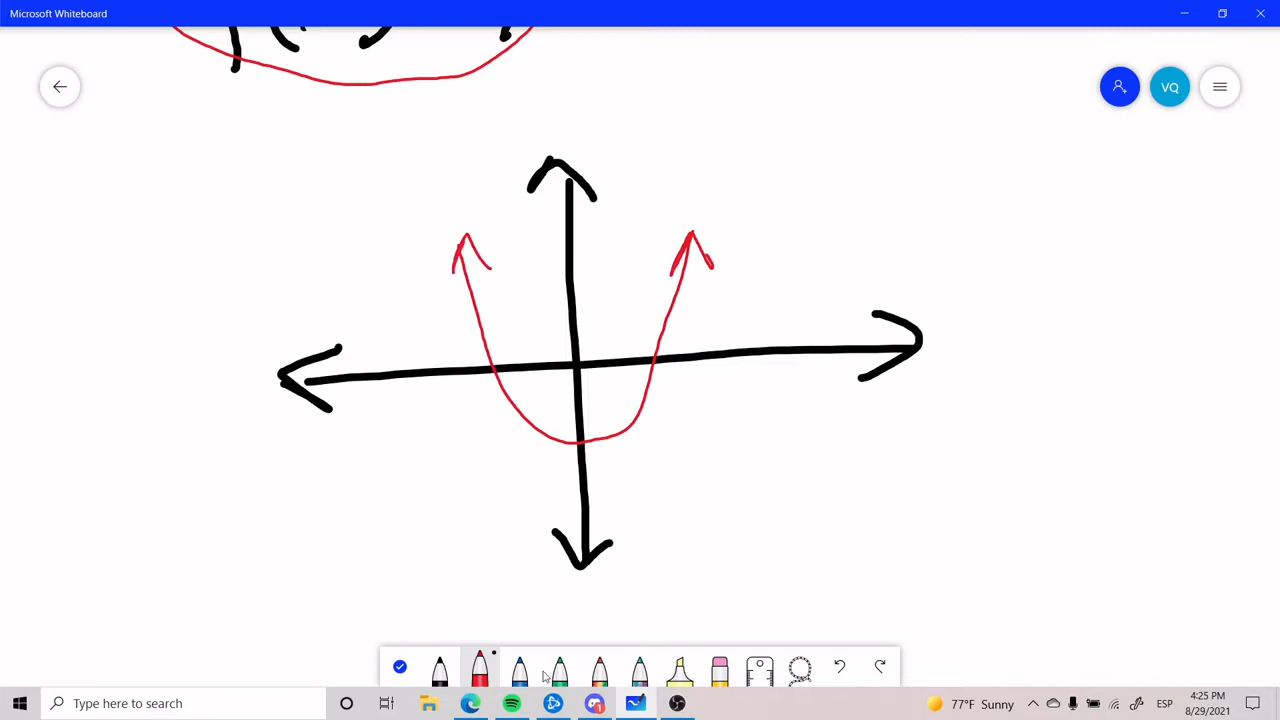 Microsoft Whiteboard
VQ
Type here to search
77°F Sunny
ESP
4:25 PM
8/29/2021